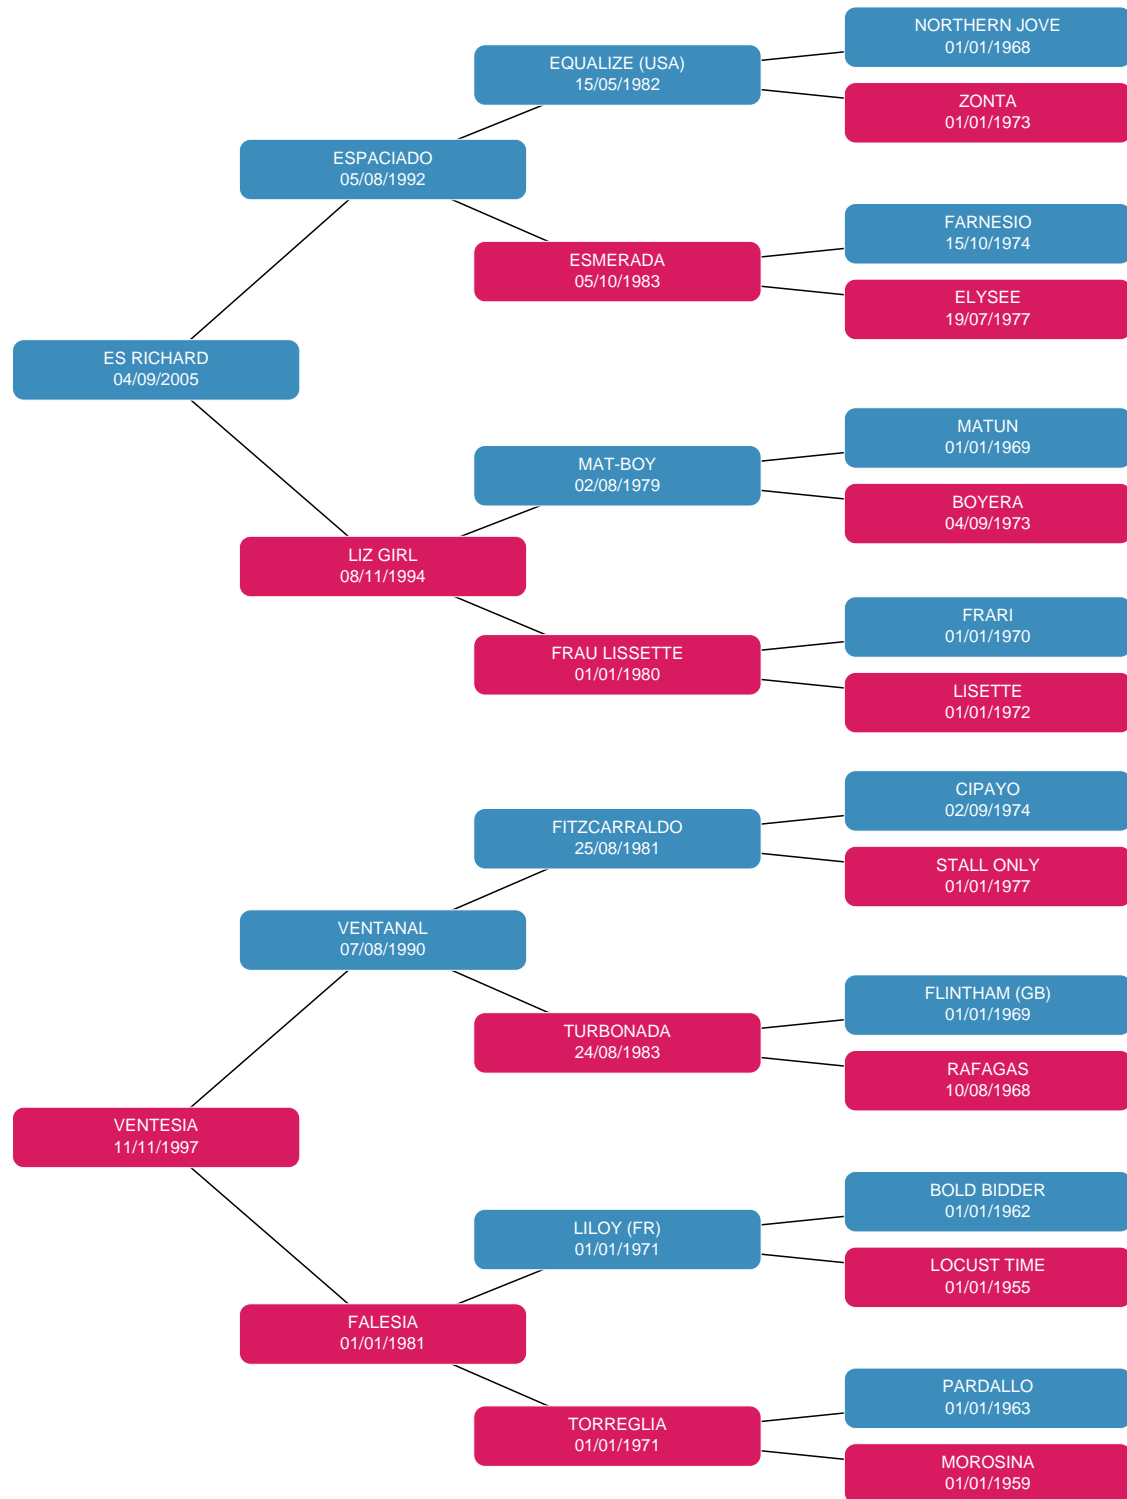 NORTHERN JOVE
01/01/1968
EQUALIZE (USA)
15/05/1982
ZONTA
01/01/1973
ESPACIADO
05/08/1992
FARNESIO
15/10/1974
ESMERADA
05/10/1983
ELYSEE
19/07/1977
ES RICHARD
04/09/2005
MATUN
01/01/1969
MAT-BOY
02/08/1979
BOYERA
04/09/1973
LIZ GIRL
08/11/1994
FRARI
01/01/1970
FRAU LISSETTE
01/01/1980
LISETTE
01/01/1972
CIPAYO
02/09/1974
FITZCARRALDO
25/08/1981
STALL ONLY
01/01/1977
VENTANAL
07/08/1990
FLINTHAM (GB)
01/01/1969
TURBONADA
24/08/1983
RAFAGAS
10/08/1968
VENTESIA
11/11/1997
BOLD BIDDER
01/01/1962
LILOY (FR)
01/01/1971
LOCUST TIME
01/01/1955
FALESIA
01/01/1981
PARDALLO
01/01/1963
TORREGLIA
01/01/1971
MOROSINA
01/01/1959